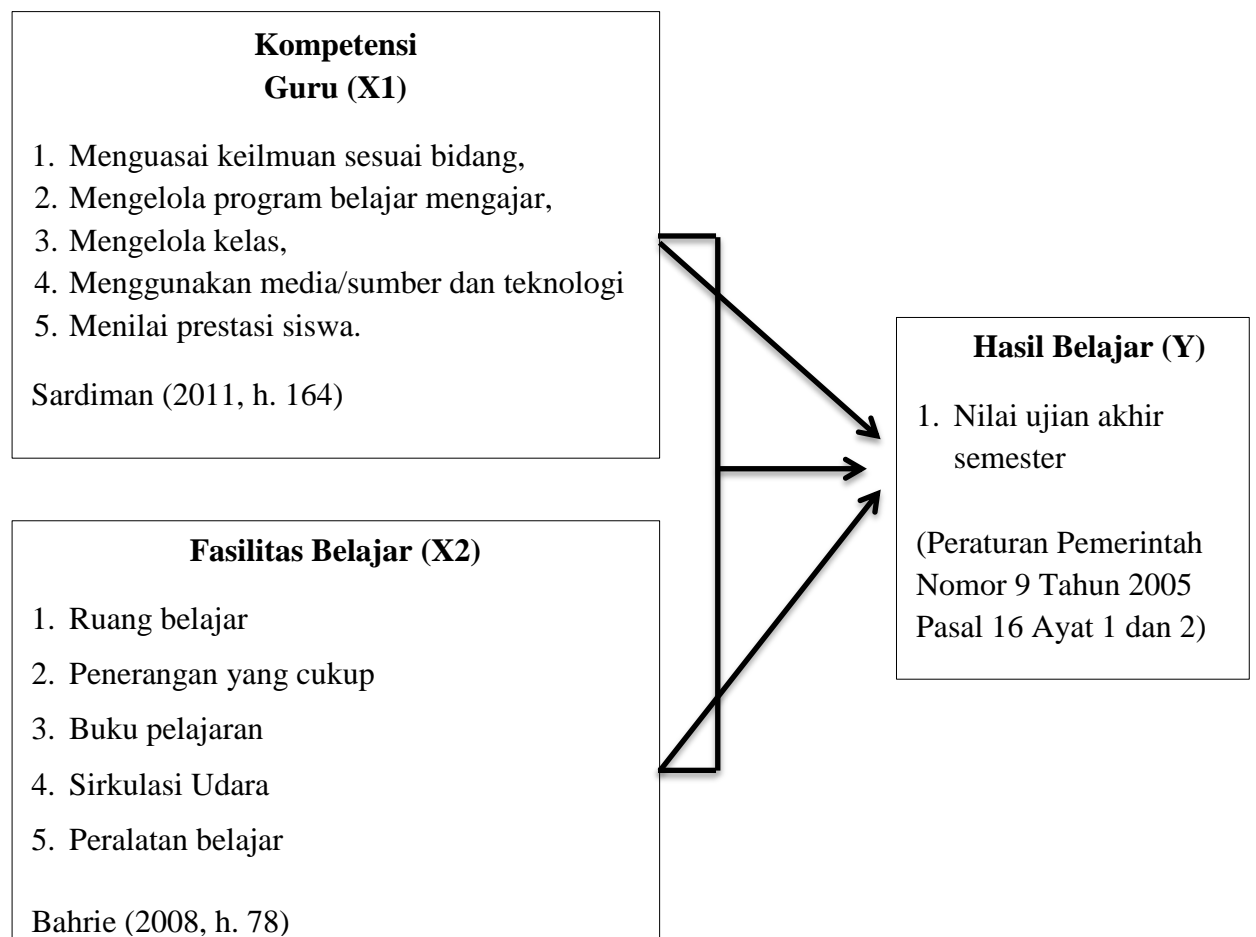 Kompetensi
Guru (X1)
1. Menguasai keilmuan sesuai bidang,
2. Mengelola program belajar mengajar,
3. Mengelola kelas,
4. Menggunakan media/sumber dan teknologi
5. Menilai prestasi siswa.
Sardiman (2011, h. 164)
Fasilitas Belajar (X2)
1. Ruang belajar
2. Penerangan yang cukup
3. Buku pelajaran
4. Sirkulasi Udara
5. Peralatan belajar
Bahrie (2008, h. 78)
Hasil Belajar (Y)
1. Nilai ujian akhir
semester
(Peraturan Pemerintah
Nomor 9 Tahun 2005
Pasal 16 Ayat 1 dan 2)